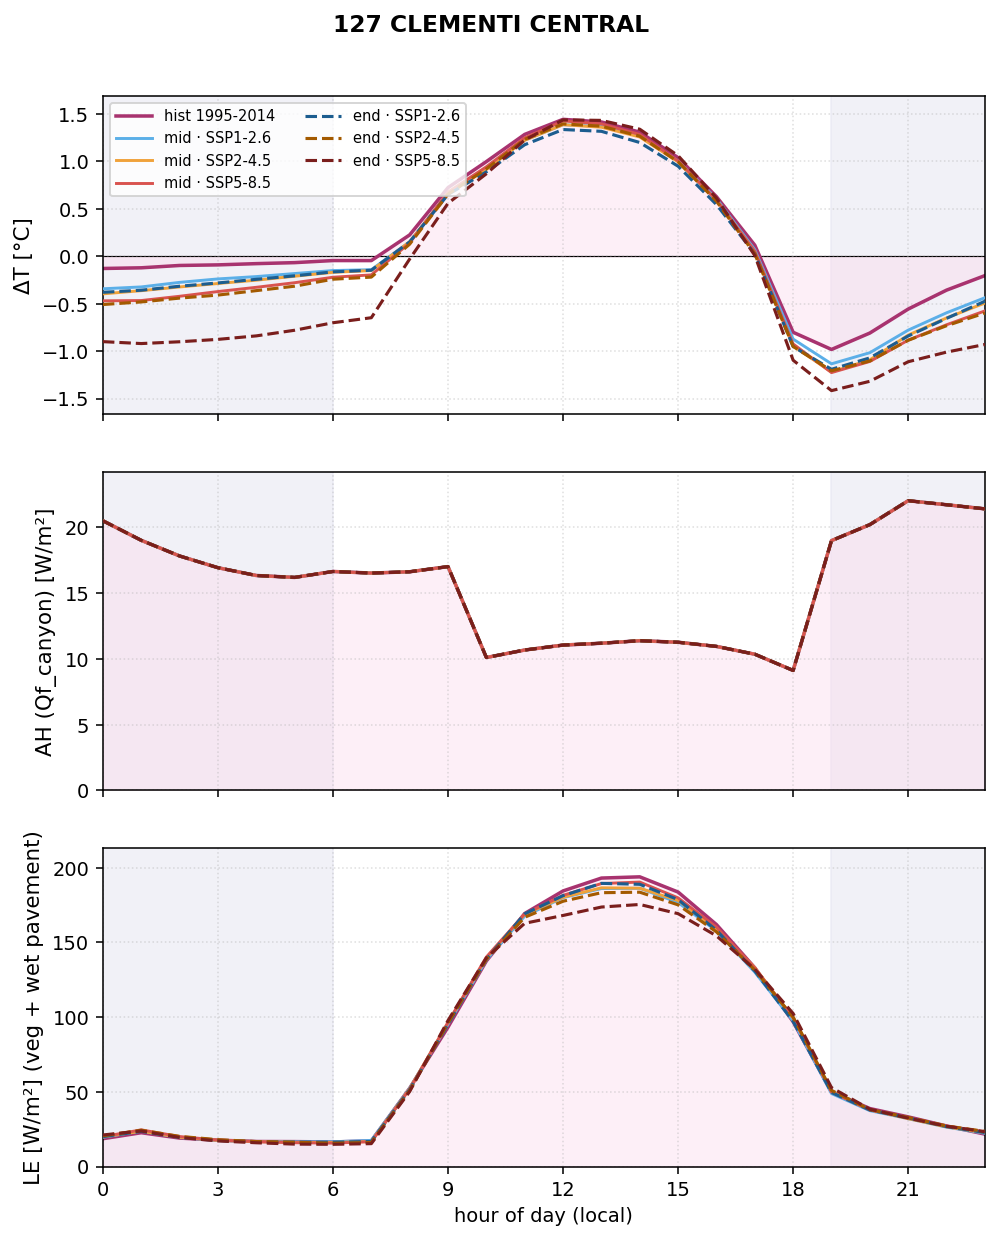 127 CLEMENTI CENTRAL
ΔT [°C]
1.5
1.0
0.5
0.0
−0.5
−1.0
−1.5
hist 1995-2014
mid · SSP1-2.6
mid · SSP2-4.5
mid · SSP5-8.5
end · SSP1-2.6
end · SSP2-4.5
end · SSP5-8.5
AH (Qf_canyon) [W/m²]
20
15
10
5
0
LE [W/m²] (veg + wet pavement)
200
150
100
50
0
0 3 6 9 12 15 18 21
hour of day (local)